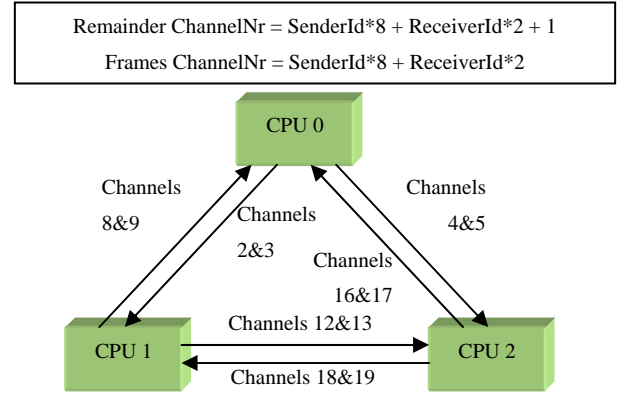 Remainder ChannelNr = SenderId*8 + ReceiverId*2 + 1
Frames ChannelNr = SenderId*8 + ReceiverId*2
CPU 0
Channels
8&9
Channels
2&3
Channels
4&5
Channels
16&17
Channels 12&13
CPU 1
CPU 2
Channels 18&19